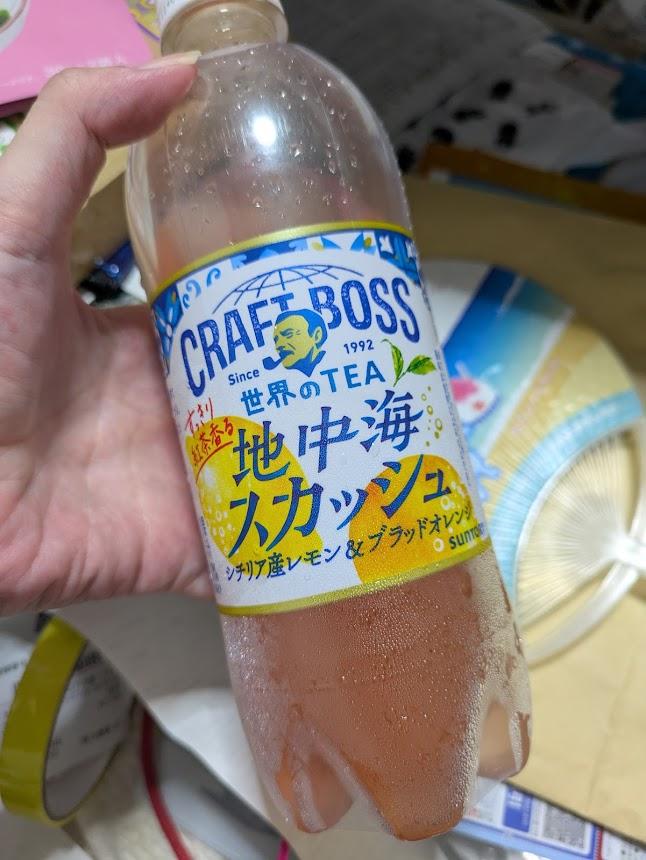 CRAFT BOSS
Since 1992
世界のTEA
すっきり
紅茶香る
地中海
スカッシュ
シチリア産レモン&ブラッドオレンジ
SUNTORY